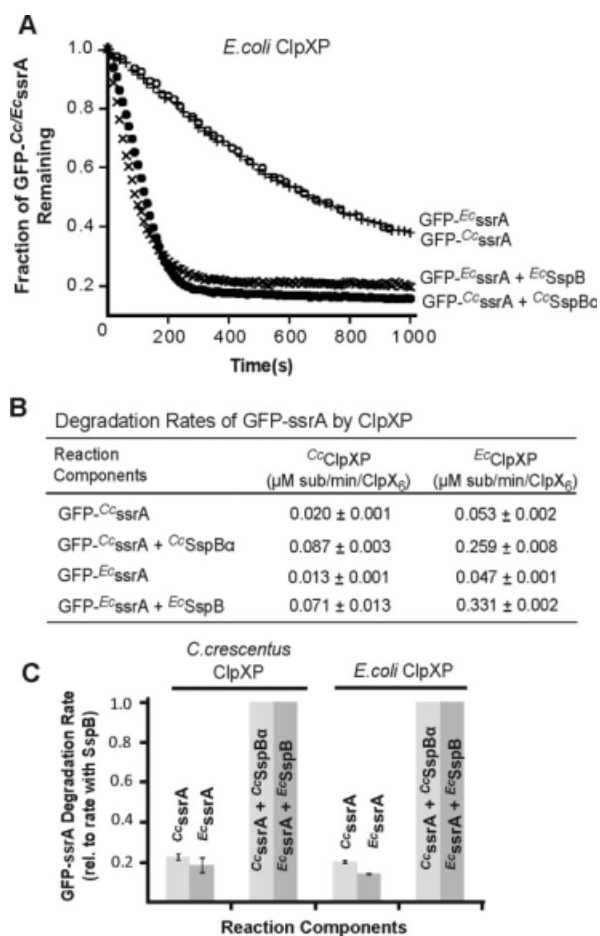 A
E.coli ClpXP
Fraction of GFP-Cc/EcssrA
Remaining
1.0
0.8
0.6
0.4
0.2
0
200
400
600
800
1000
Time(s)
GFP-EcssrA
GFP-CcssrA
GFP-EcssrA + EcSspB
GFP-CcssrA + CcSspBα
B
Degradation Rates of GFP-ssrA by ClpXP
Reaction Components CcClpXP (μM sub/min/ClpX6) EcClpXP (μM sub/min/ClpX6)
GFP-CcssrA 0.020 ± 0.001 0.053 ± 0.002
GFP-CcssrA + CcSspBα 0.087 ± 0.003 0.259 ± 0.008
GFP-EcssrA 0.013 ± 0.001 0.047 ± 0.001
GFP-EcssrA + EcSspB 0.071 ± 0.013 0.331 ± 0.002
C
C.crescentus
ClpXP
E.coli ClpXP
GFP-ssrA Degradation Rate
(rel. to rate with SspB)
1.0
0.8
0.6
0.4
0.2
CcssrA
EcssrA
CcssrA + CcSspBα
EcssrA + EcSspB
CcssrA
EcssrA
CcssrA + CcSspBα
EcssrA + EcSspB
Reaction Components